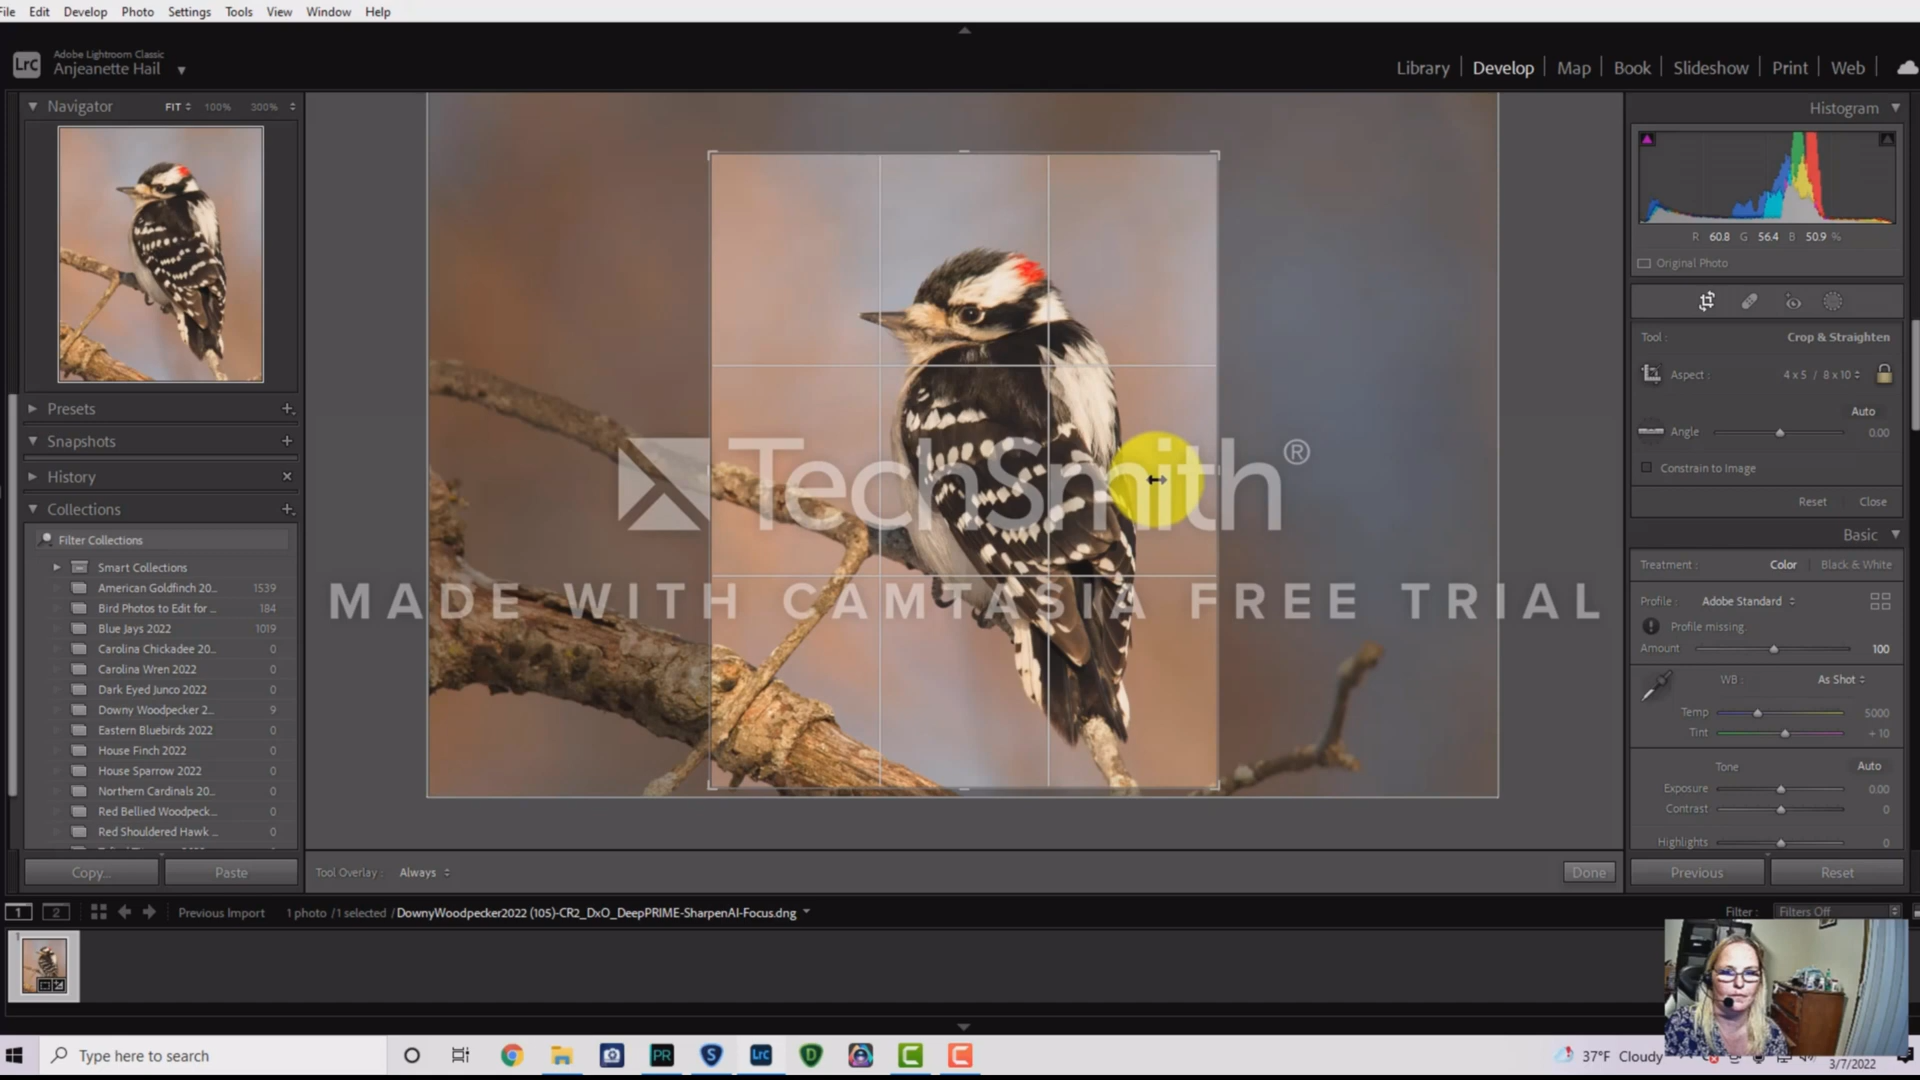 File Edit Develop Photo Settings Tools View Window Help
LrC
Adobe Lightroom Classic
Anjeanette Hail
Library Develop Map Book Slideshow Print Web
Navigator FIT 100% 300%
Presets
Snapshots
History
Collections
Filter Collections
Smart Collections
American Goldfinch 20... 1539
Bird Photos to Edit for ... 184
Blue Jays 2022 1019
Carolina Chickadee 20... 0
Carolina Wren 2022 0
Dark Eyed Junco 2022 0
Downy Woodpecker 2... 9
Eastern Bluebirds 2022 0
House Finch 2022 0
House Sparrow 2022 0
Northern Cardinals 20... 0
Red Bellied Woodpeck... 0
Red Shouldered Hawk ... 0
Copy... Paste
TechSmith®
MADE WITH CAMTASIA FREE TRIAL
Tool Overlay : Always
Done
Histogram
R 60.8 G 56.4 B 50.9 %
Original Photo
Tool : Crop & Straighten
Aspect : 4 x 5 / 8 x 10
Auto
Angle 0.00
Constrain to Image
Reset Close
Basic
Treatment : Color Black & White
Profile : Adobe Standard
Profile missing.
Amount 100
WB : As Shot
Temp 5000
Tint + 10
Tone Auto
Exposure 0.00
Contrast 0
Highlights 0
Previous Reset
1 2 Previous Import 1 photo / 1 selected / DownyWoodpecker2022 (105)-CR2_DxO_DeepPRIME-SharpenAI-Focus.dng
Filter : Filters Off
1
Type here to search
PR S LrC D C C
37°F Cloudy
3/7/2022